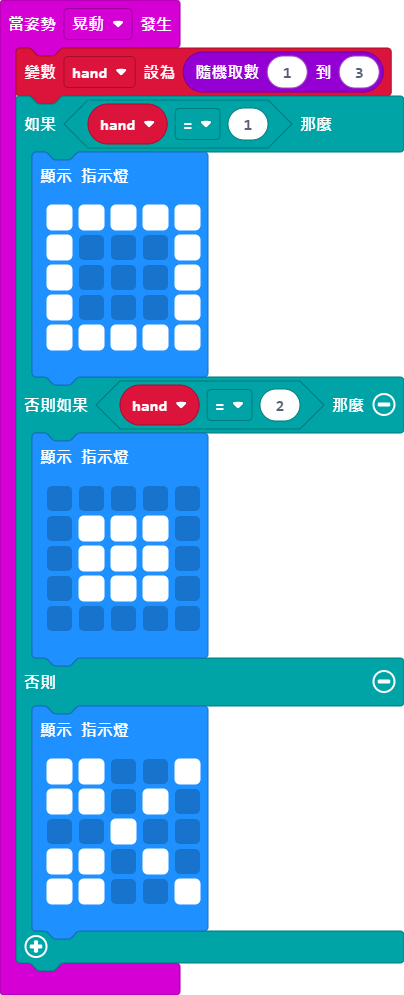 當姿勢 晃動 發生
變數 hand 設為 隨機取數 1 到 3
如果 hand = 1 那麼
顯示 指示燈
否則如果 hand = 2 那麼
顯示 指示燈
否則
顯示 指示燈